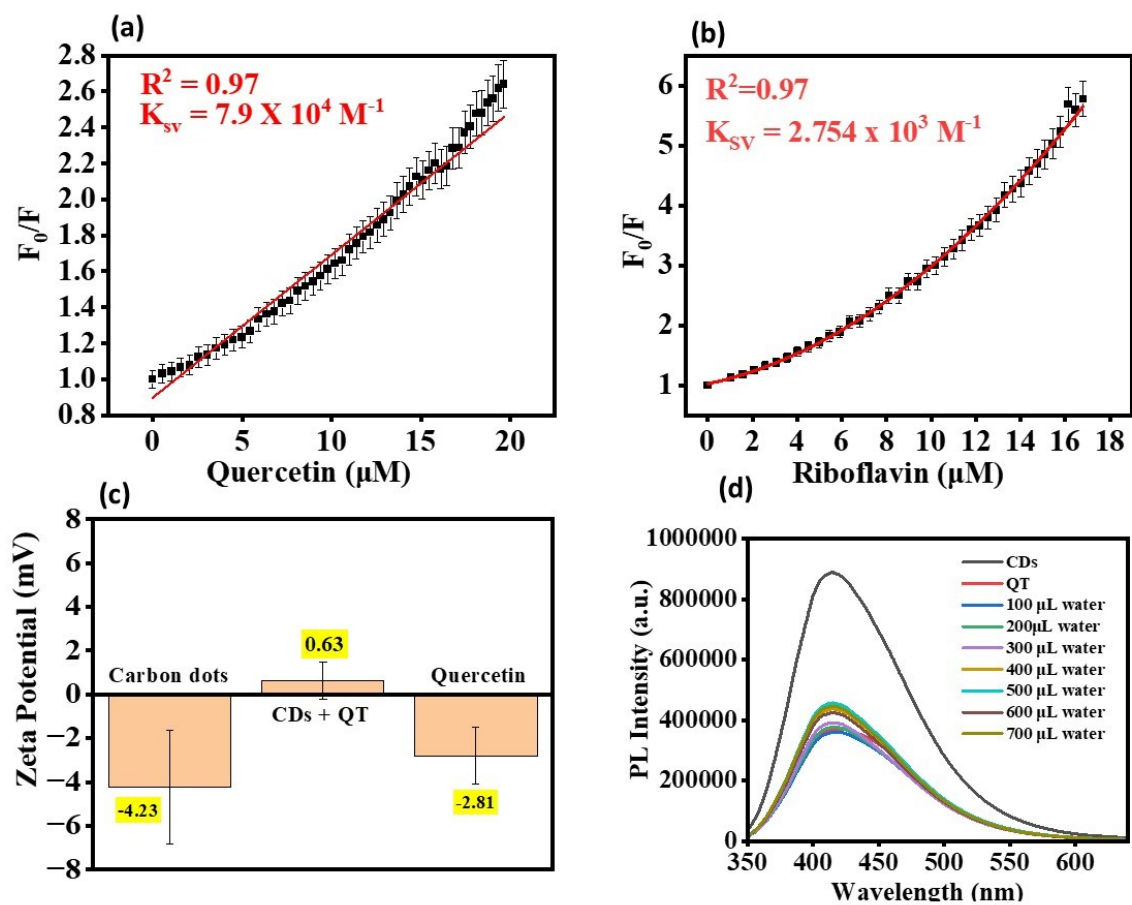 (a)
R² = 0.97
Kₛᵥ = 7.9 X 10⁴ M⁻¹
2.8
2.6
2.4
2.2
2.0
1.8
1.6
1.4
1.2
1.0
0.8
F₀/F
0 5 10 15 20
Quercetin (µM)
(b)
R²=0.97
K_SV = 2.754 x 10³ M⁻¹
6
5
4
3
2
1
F₀/F
0 2 4 6 8 10 12 14 16 18
Riboflavin (µM)
(c)
8
6
4
2
0
−2
−4
−6
−8
Zeta Potential (mV)
Carbon dots
-4.23
0.63
CDs + QT
Quercetin
-2.81
(d)
1000000
800000
600000
400000
200000
0
PL Intensity (a.u.)
CDs
QT
100 µL water
200µL water
300 µL water
400 µL water
500 µL water
600 µL water
700 µL water
350 400 450 500 550 600
Wavelength (nm)